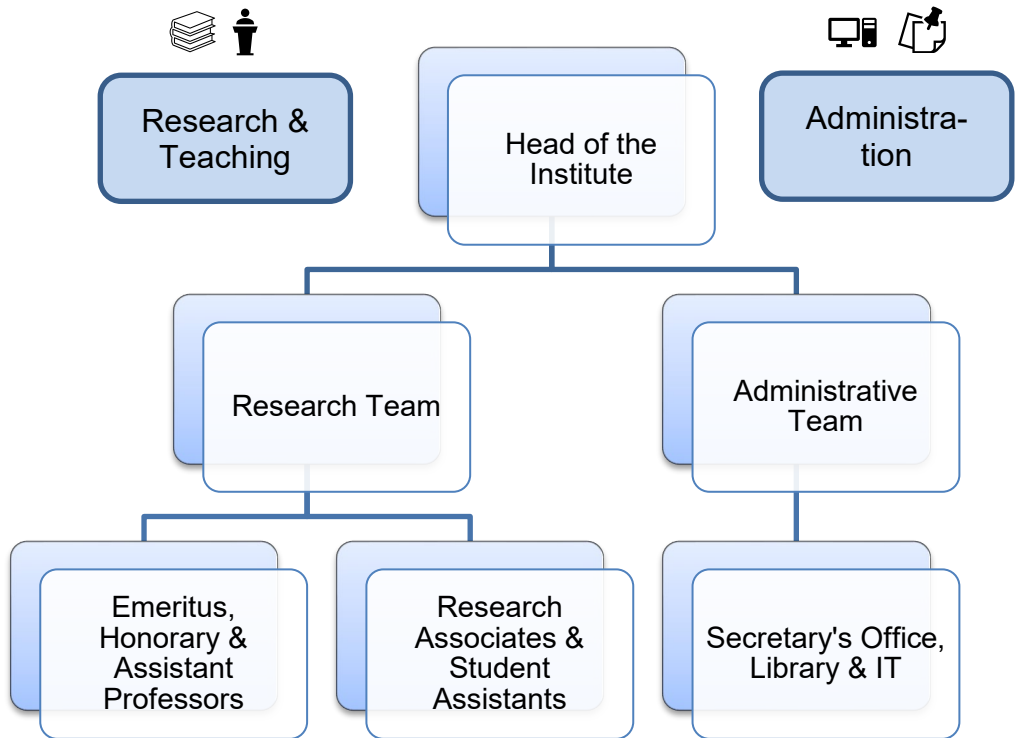 Research &
Teaching
Head of the
Institute
Administra-
tion
Research Team
Administrative
Team
Emeritus,
Honorary &
Assistant
Professors
Research
Associates &
Student
Assistants
Secretary's Office,
Library & IT